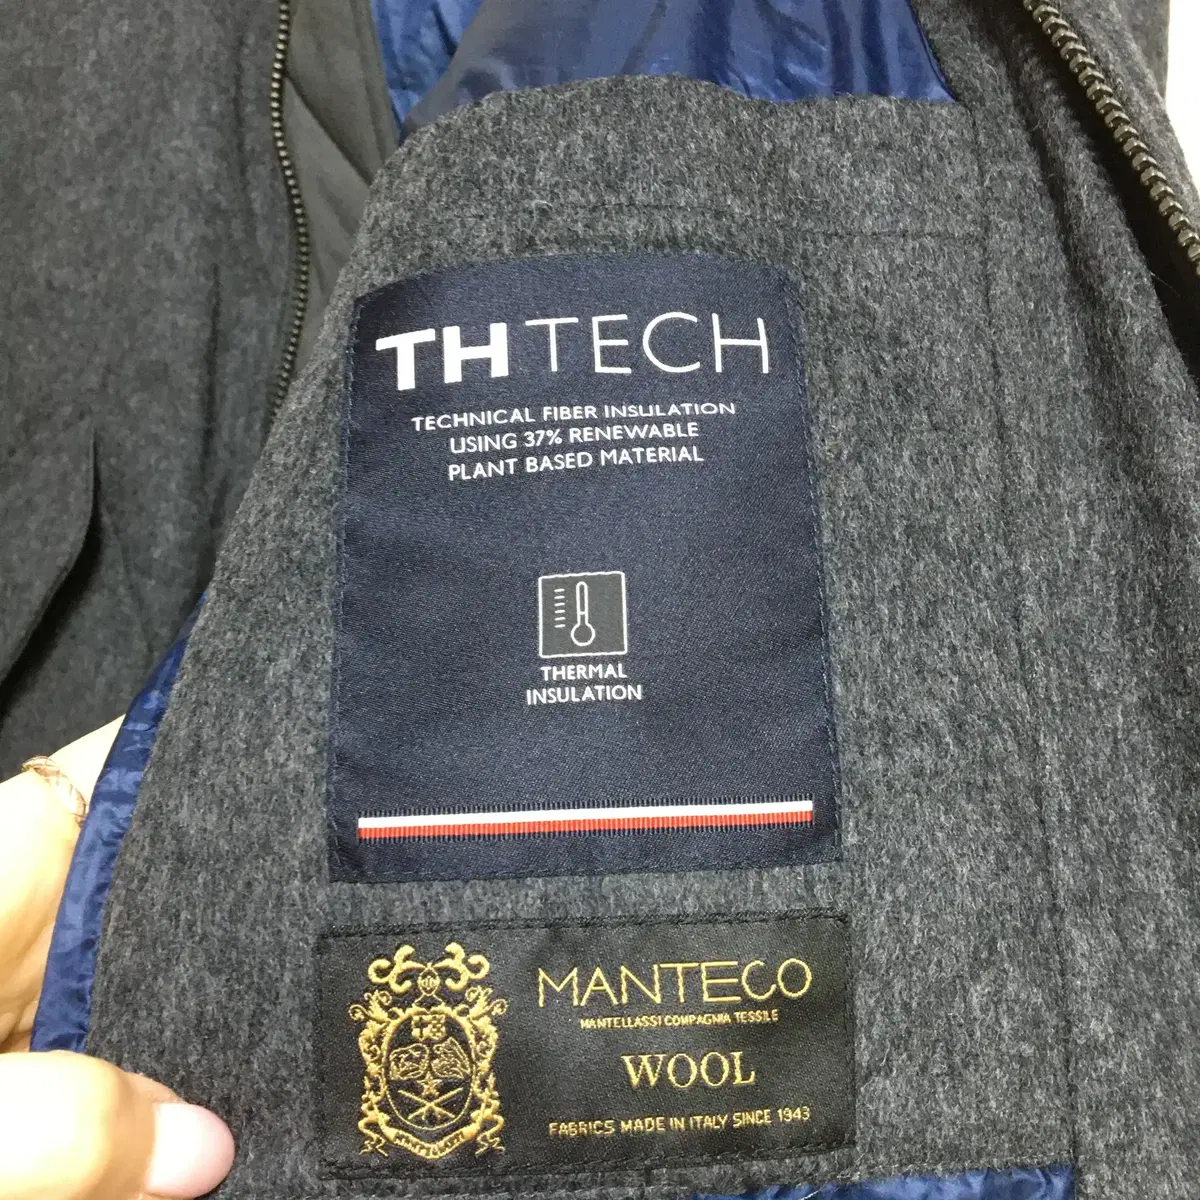 TH TECH
TECHNICAL FIBER INSULATION
USING 37% RENEWABLE
PLANT BASED MATERIAL
THERMAL
INSULATION
MANTECO
MANTELLASSI COMPAGNIA TESSILE
WOOL
FABRICS MADE IN ITALY SINCE 1943